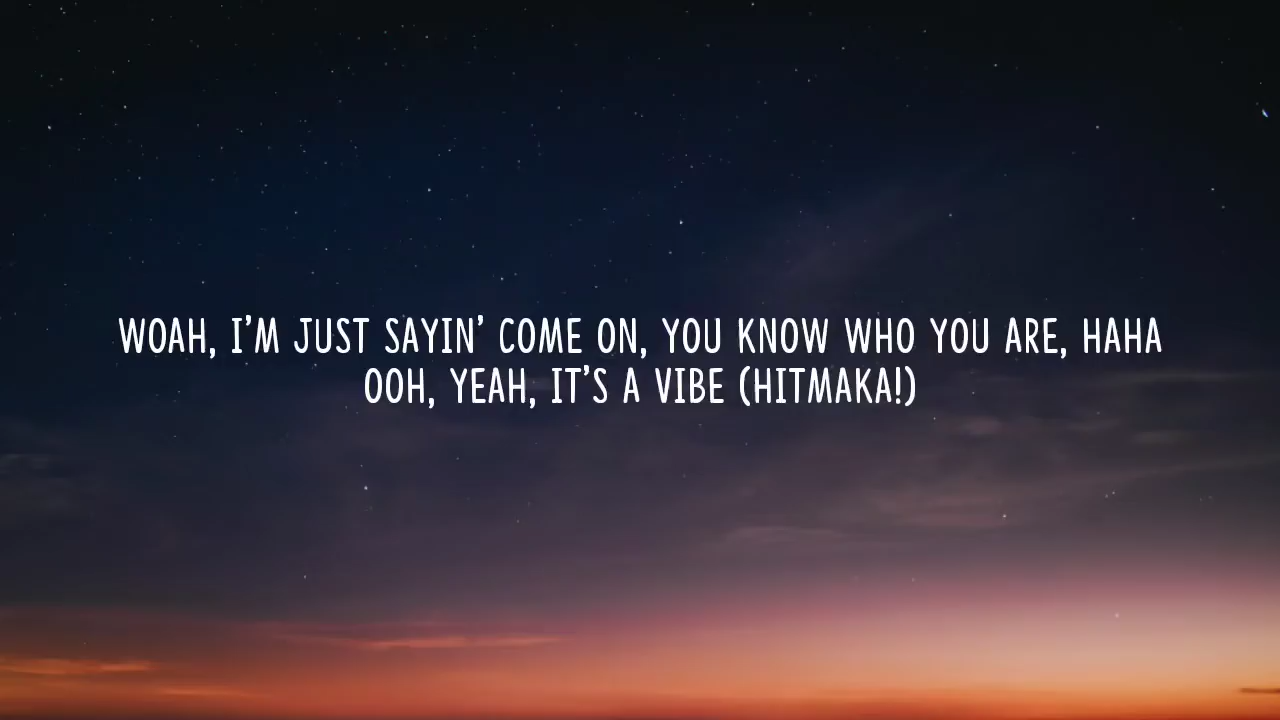 WOAH, I'M JUST SAYIN' COME ON, YOU KNOW WHO YOU ARE, HAHA
OOH, YEAH, IT'S A VIBE (HITMAKA!)